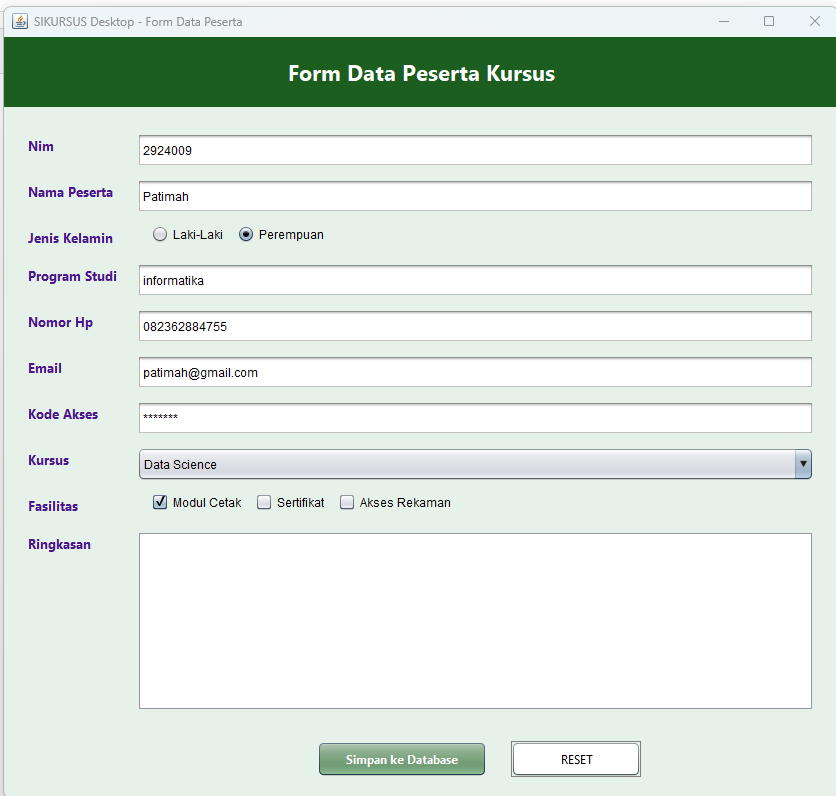 SIKURSUS Desktop - Form Data Peserta
Form Data Peserta Kursus
Nim 2924009
Nama Peserta Patimah
Jenis Kelamin Laki-Laki Perempuan
Program Studi informatika
Nomor Hp 082362884755
Email patimah@gmail.com
Kode Akses *******
Kursus Data Science
Fasilitas Modul Cetak Sertifikat Akses Rekaman
Ringkasan
Simpan ke Database RESET